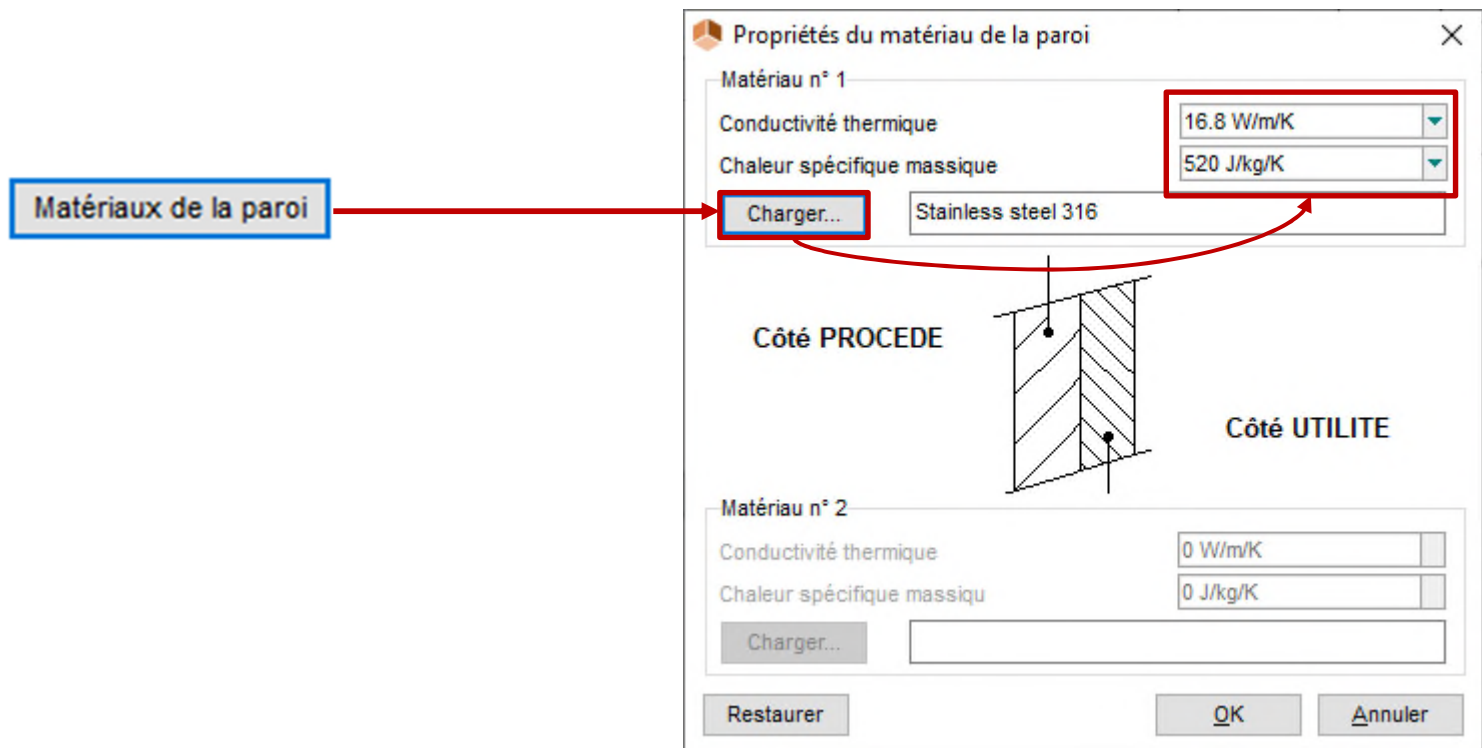 Propriétés du matériau de la paroi
Matériau n° 1
Conductivité thermique
16.8 W/m/K
Chaleur spécifique massique
520 J/kg/K
Matériaux de la paroi
Charger...
Stainless steel 316
Côté PROCEDE
Côté UTILITE
Matériau n° 2
Conductivité thermique
0 W/m/K
Chaleur spécifique massiqu
0 J/kg/K
Charger...
Restaurer
OK
Annuler